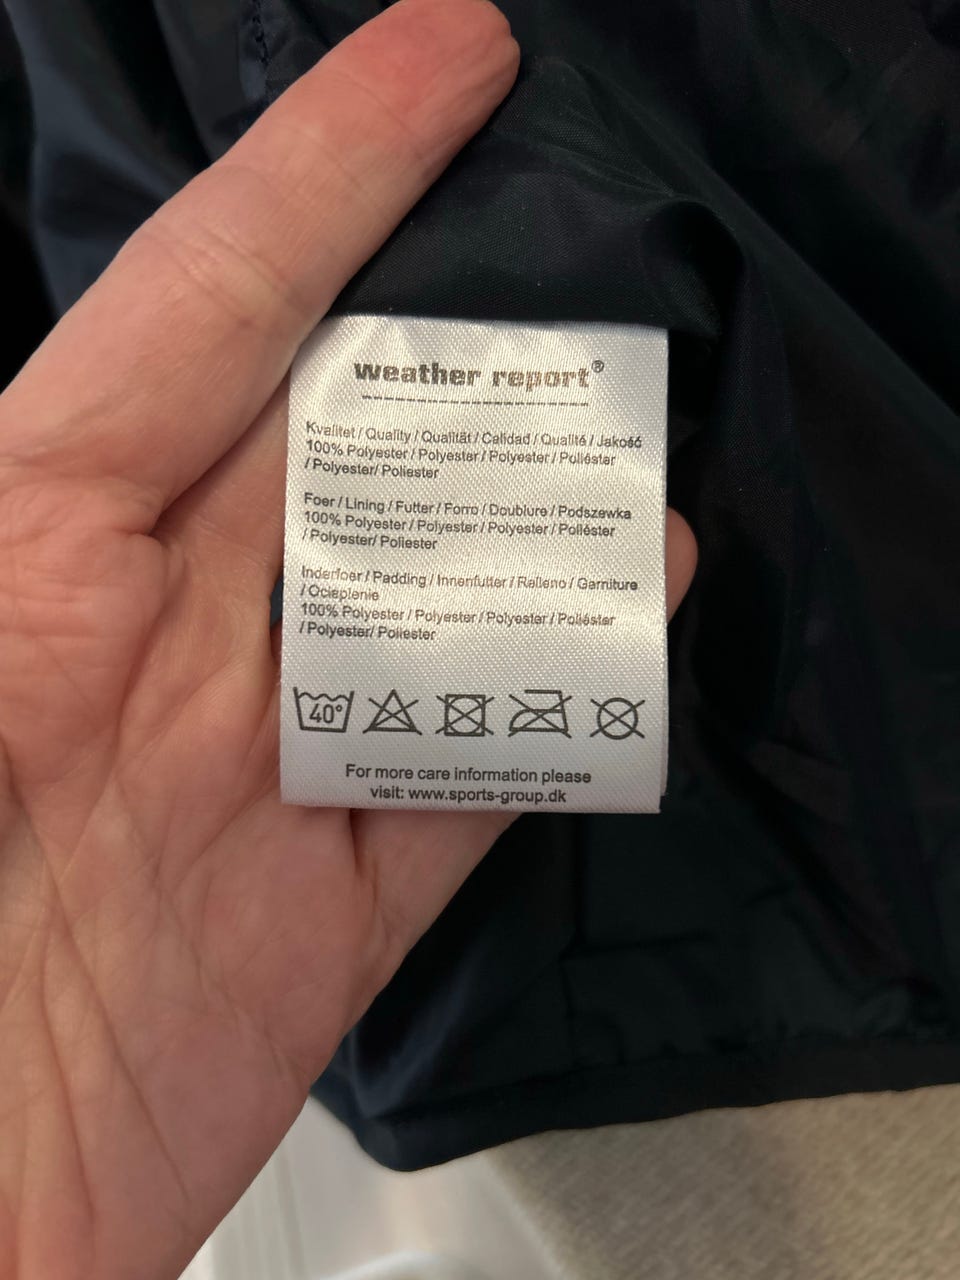 weather report®
Kvalitet / Quality / Qualität / Calidad / Qualité / Jakość
100% Polyester / Polyester / Polyester / Poliéster
/ Polyester/ Poliester
Foer / Lining / Futter / Forro / Doublure / Podszewka
100% Polyester / Polyester / Polyester / Poliéster
/ Polyester/ Poliester
Inderfoer / Padding / Innenfutter / Relleno / Garniture
/ Ocieplenie
100% Polyester / Polyester / Polyester / Poliéster
/ Polyester/ Poliester
40°
For more care information please
visit: www.sports-group.dk